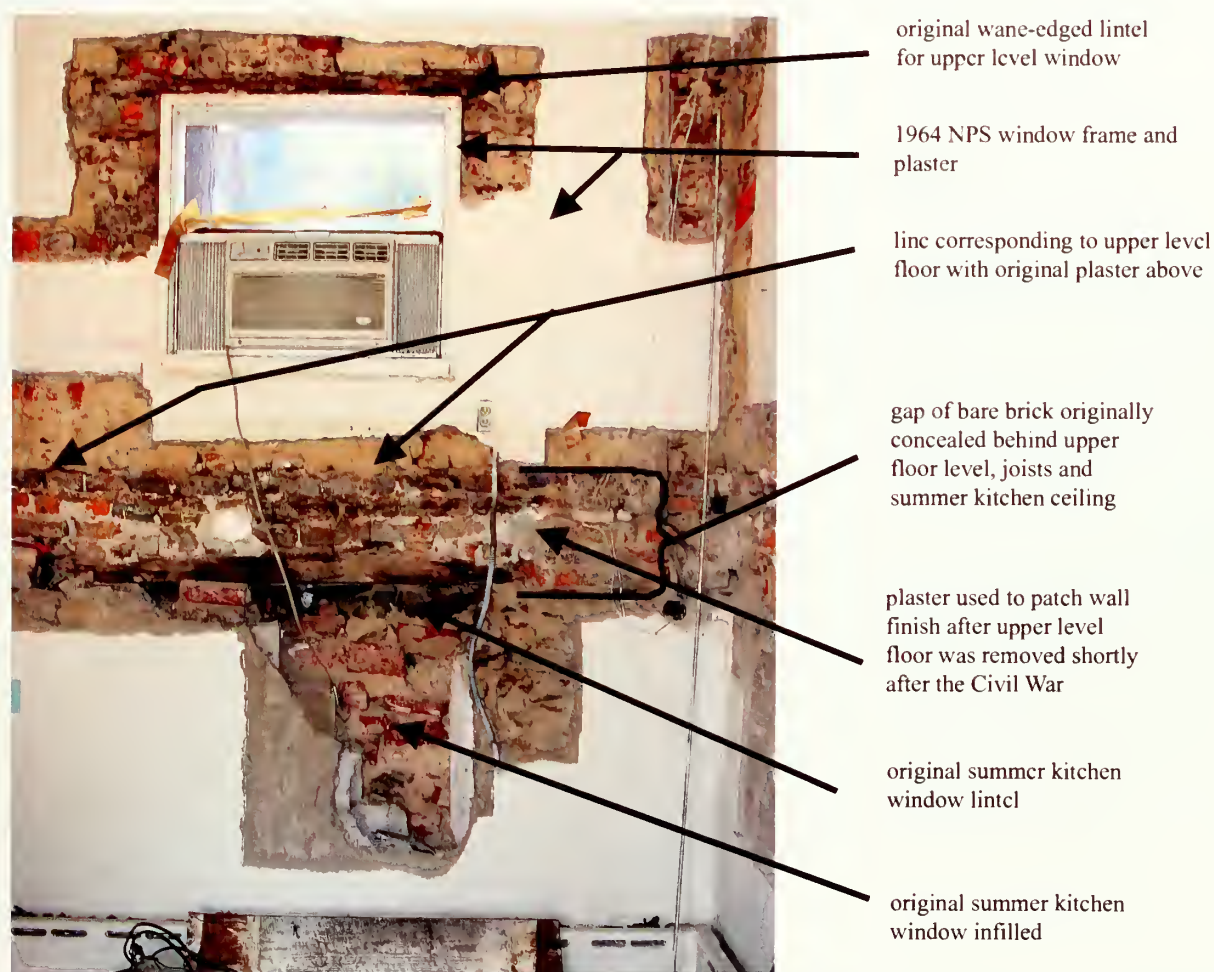 original wane-edged lintel
for upper level window
1964 NPS window frame and
plaster
line corresponding to upper level
floor with original plaster above
gap of bare brick originally
concealed behind upper
floor level, joists and
summer kitchen ceiling
plaster used to patch wall
finish after upper level
floor was removed shortly
after the Civil War
original summer kitchen
window lintel
original summer kitchen
window infilled